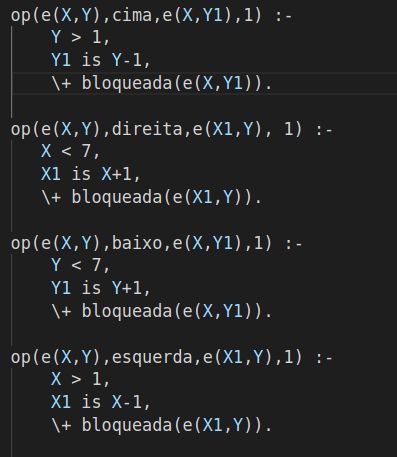 op(e(X,Y),cima,e(X,Y1),1) :-
    Y > 1,
    Y1 is Y-1,
    \+ bloqueada(e(X,Y1)).

op(e(X,Y),direita,e(X1,Y), 1) :-
   X < 7,
   X1 is X+1,
   \+ bloqueada(e(X1,Y)).

op(e(X,Y),baixo,e(X,Y1),1) :-
    Y < 7,
    Y1 is Y+1,
    \+ bloqueada(e(X,Y1)).

op(e(X,Y),esquerda,e(X1,Y),1) :-
    X > 1,
    X1 is X-1,
    \+ bloqueada(e(X1,Y)).